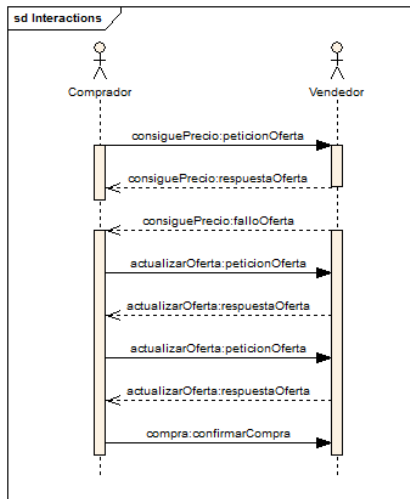 sd Interactions
Comprador
Vendedor
consiguePrecio:peticionOferta
consiguePrecio:respuestaOferta
consiguePrecio:falloOferta
actualizarOferta:peticionOferta
actualizarOferta:respuestaOferta
actualizarOferta:peticionOferta
actualizarOferta:respuestaOferta
compra:confirmarCompra